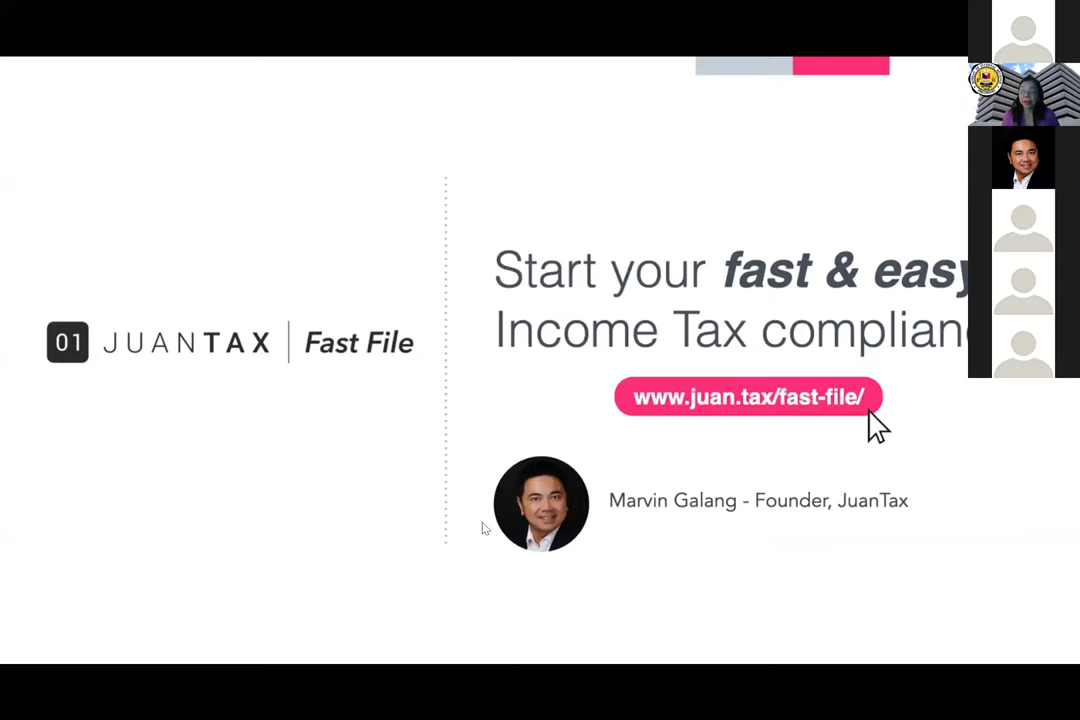 Start your fast & easy
Income Tax complianc
01 JUANTAX Fast File
www.juan.tax/fast-file/
Marvin Galang - Founder, JuanTax